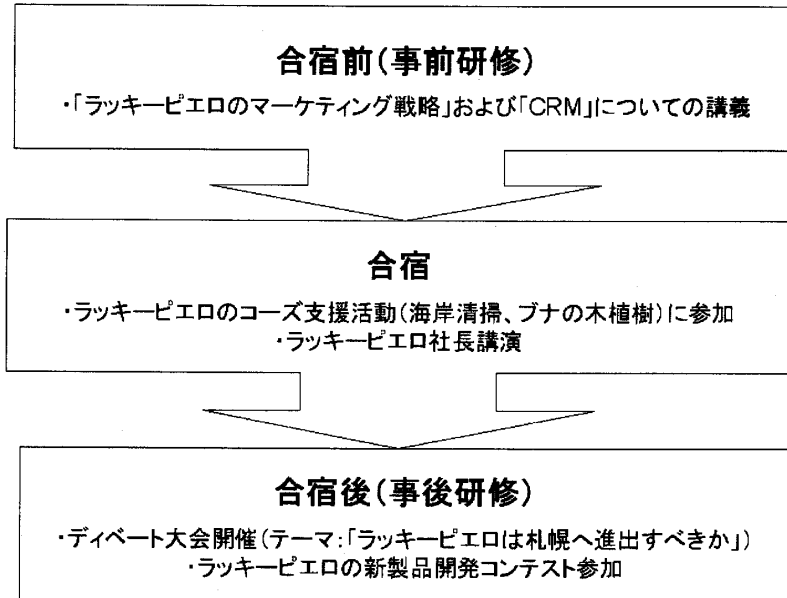 合宿前(事前研修)
・「ラッキーピエロのマーケティング戦略」および「CRM」についての講義
合宿
・ラッキーピエロのコーズ支援活動(海岸清掃、ブナの木植樹)に参加
・ラッキーピエロ社長講演
合宿後(事後研修)
・ディベート大会開催(テーマ:「ラッキーピエロは札幌へ進出すべきか」)
・ラッキーピエロの新製品開発コンテスト参加